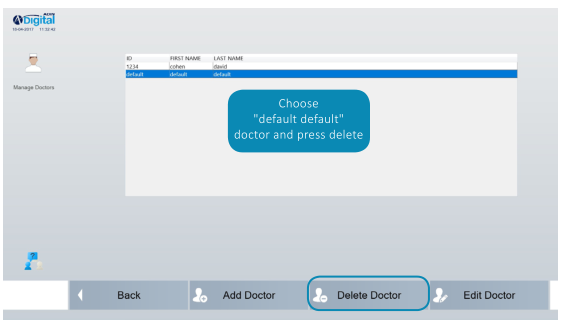 ADIN
Digital
10-04-2017 11:32:42
Manage Doctors
ID FIRST NAME LAST NAME
1234 cohen david
default default default
Choose
"default default"
doctor and press delete
Back Add Doctor Delete Doctor Edit Doctor